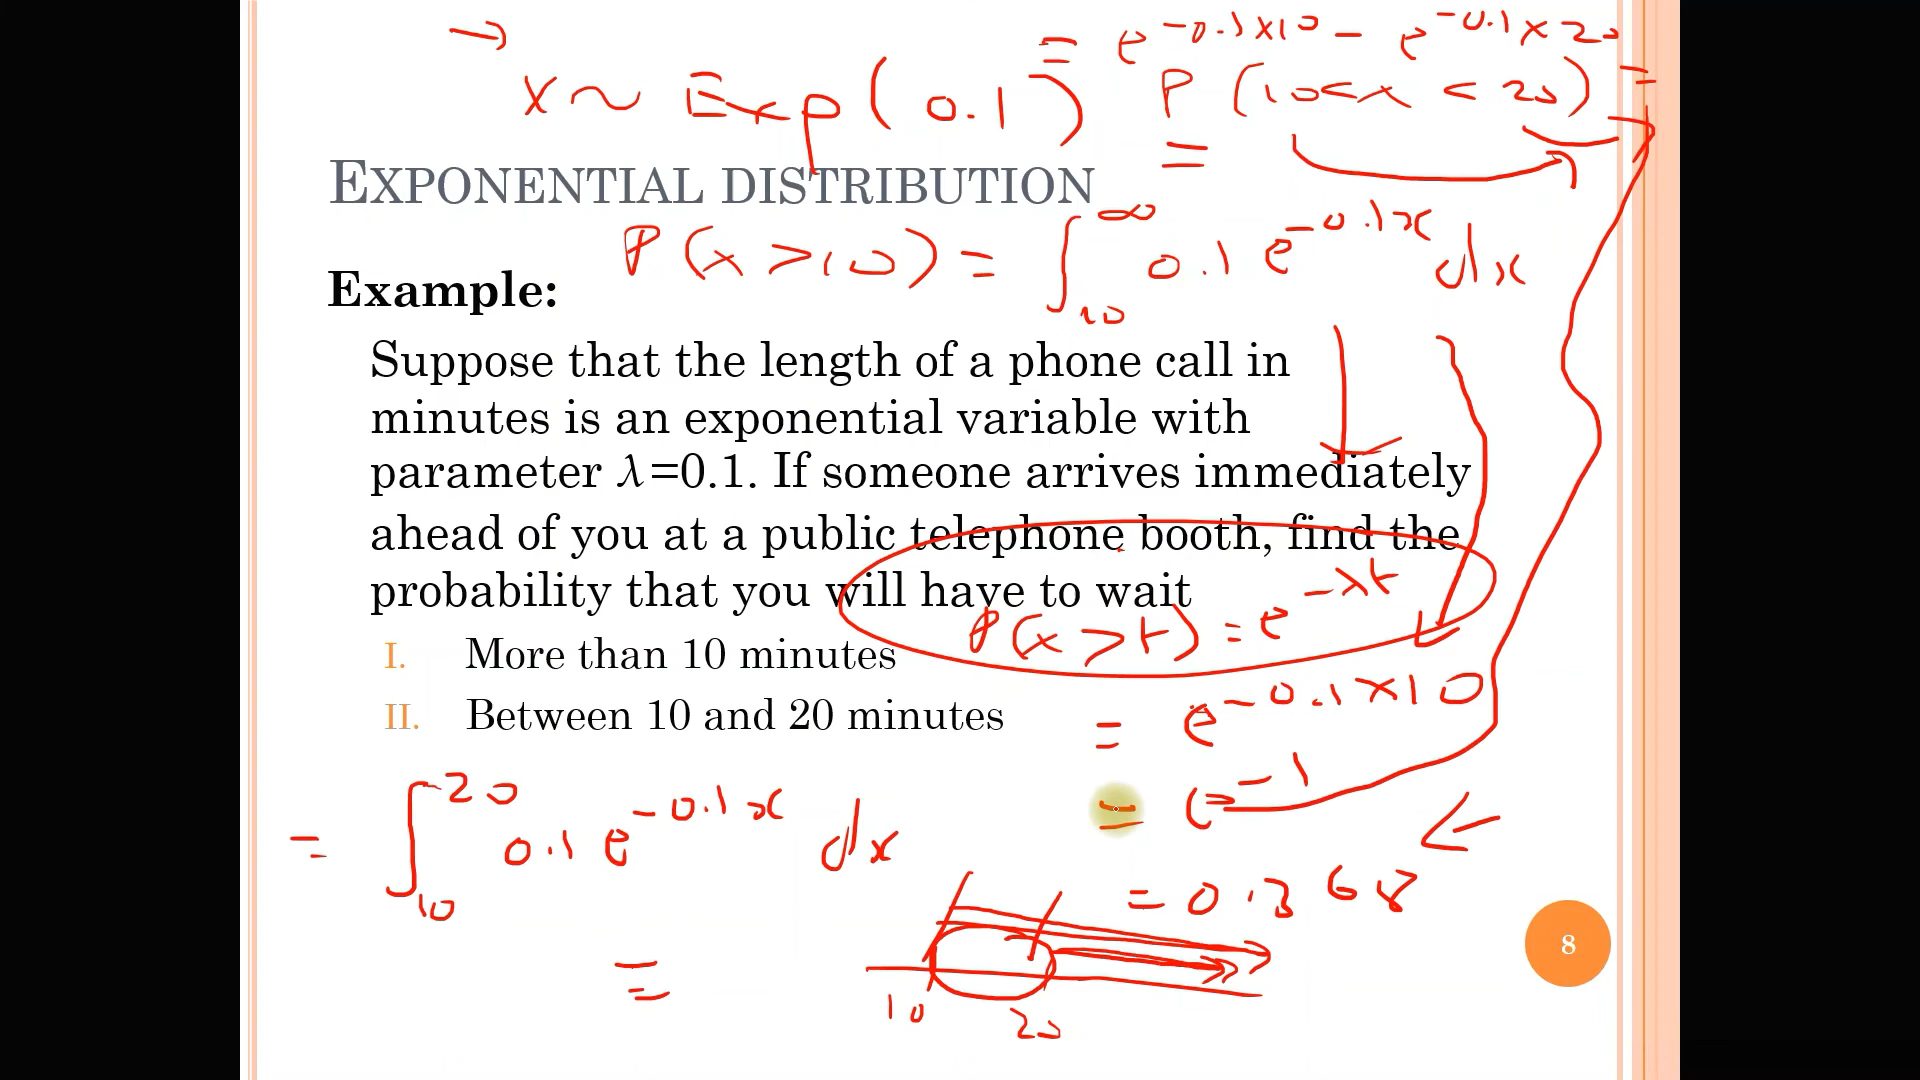 →
= e^{-0.1×10} - e^{-0.1×20}
X ~ Exp(0.1)
P(10<x<20) =
=
EXPONENTIAL DISTRIBUTION
P(x>10) = ∫_{10}^{∞} 0.1 e^{-0.1x} dx
Example:
Suppose that the length of a phone call in
minutes is an exponential variable with
parameter λ=0.1. If someone arrives immediately
ahead of you at a public telephone booth, find the
probability that you will have to wait
P(x>t) = e^{-λt}
I. More than 10 minutes
II. Between 10 and 20 minutes
= e^{-0.1×10}
= e^{-1}
= ∫_{10}^{20} 0.1 e^{-0.1x} dx
= 0.368
=
10 20
8